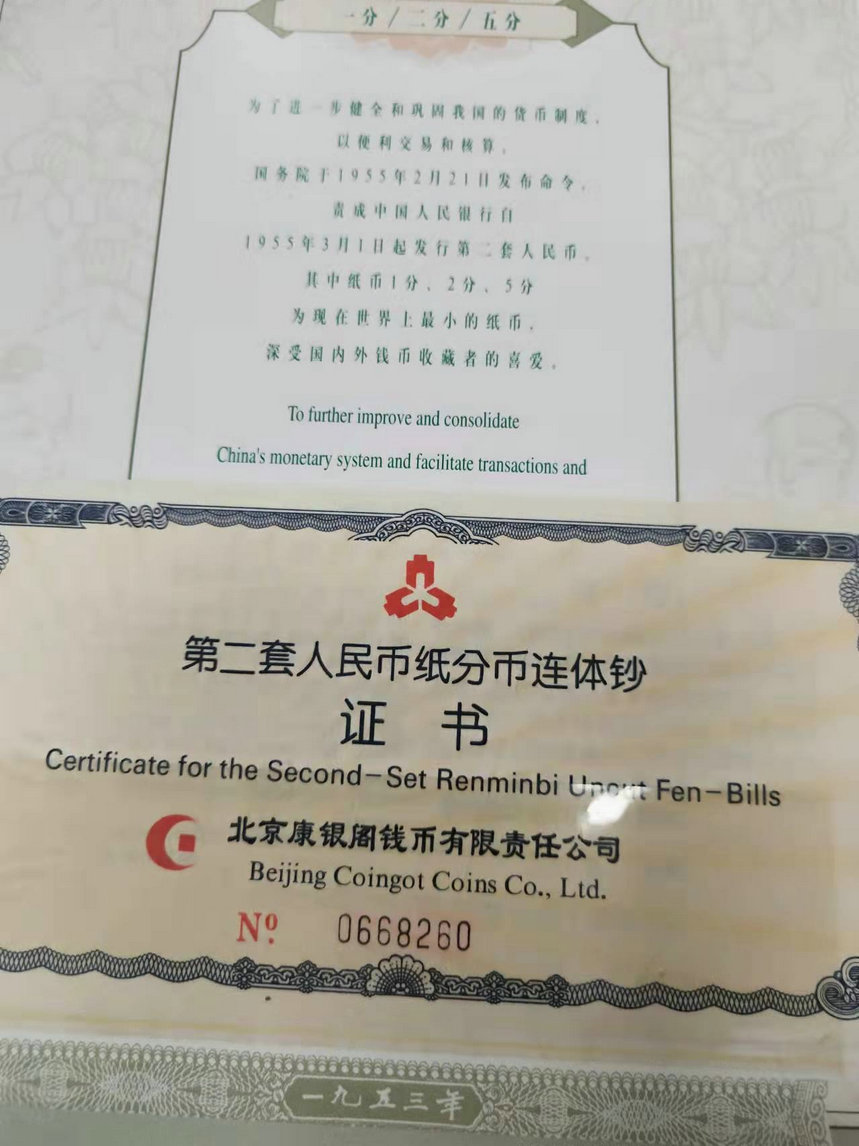 一分 / 二分 / 五分
为了进一步健全和巩固我国的货币制度，
以便利交易和核算，
国务院于1955年2月21日发布命令，
责成中国人民银行自
1955年3月1日起发行第二套人民币。
其中纸币1分、2分、5分
为现在世界上最小的纸币，
深受国内外钱币收藏者的喜爱。
To further improve and consolidate
China's monetary system and facilitate transactions and
第二套人民币纸分币连体钞
证 书
Certificate for the Second-Set Renminbi Uncut Fen-Bills
北京康银阁钱币有限责任公司
Beijing Coingot Coins Co., Ltd.
Nº 0668260
一九五三年